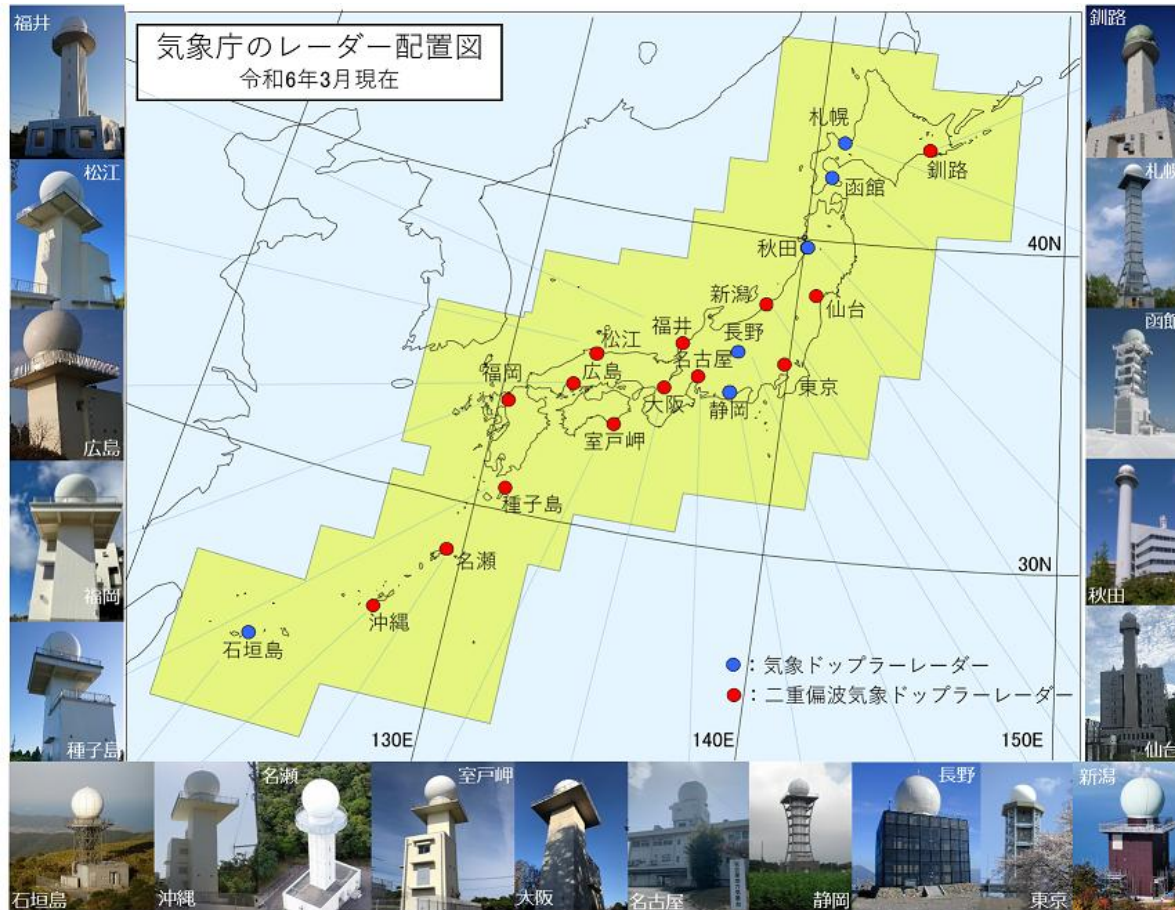 気象庁のレーダー配置図
令和6年3月現在
福井
松江
広島
福岡
種子島
釧路
札幌
函館
秋田
仙台
札幌
釧路
函館
秋田
仙台
新潟
長野
福井
名古屋
東京
静岡
大阪
松江
広島
福岡
室戸岬
種子島
名瀬
沖縄
石垣島
40N
30N
130E
140E
150E
●：気象ドップラーレーダー
●：二重偏波気象ドップラーレーダー
石垣島
沖縄
名瀬
室戸岬
大阪
名古屋
静岡
長野
東京
新潟